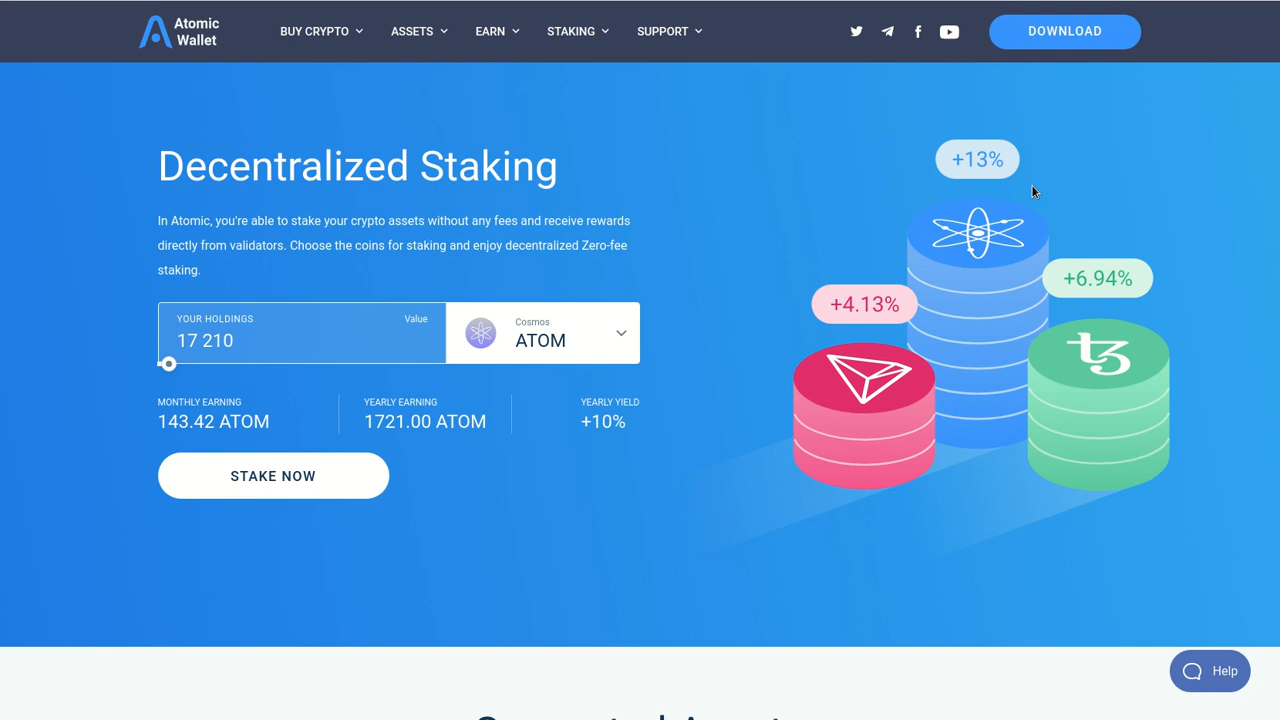 Atomic
Wallet
BUY CRYPTO
ASSETS
EARN
STAKING
SUPPORT
DOWNLOAD
Decentralized Staking
In Atomic, you're able to stake your crypto assets without any fees and receive rewards
directly from validators. Choose the coins for staking and enjoy decentralized Zero-fee
staking.
YOUR HOLDINGS
Value
17 210
Cosmos
ATOM
MONTHLY EARNING
143.42 ATOM
YEARLY EARNING
1721.00 ATOM
YEARLY YIELD
+10%
STAKE NOW
+13%
+4.13%
+6.94%
Help